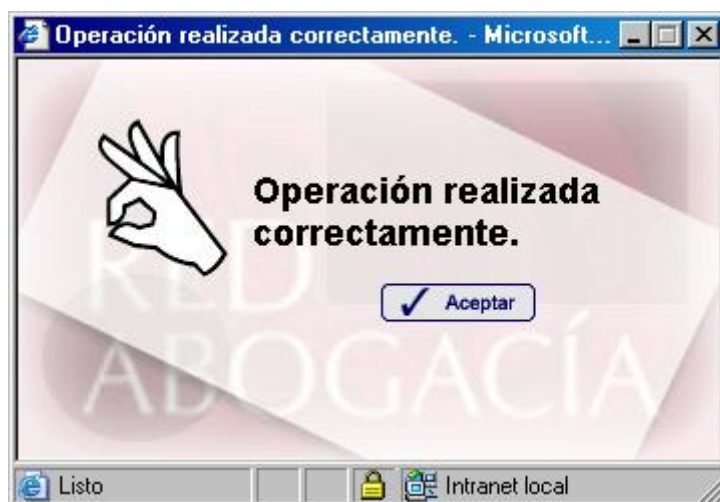 Operación realizada correctamente. - Microsoft...
Operación realizada
correctamente.
Aceptar
RED
ABOGACÍA
Listo
Intranet local